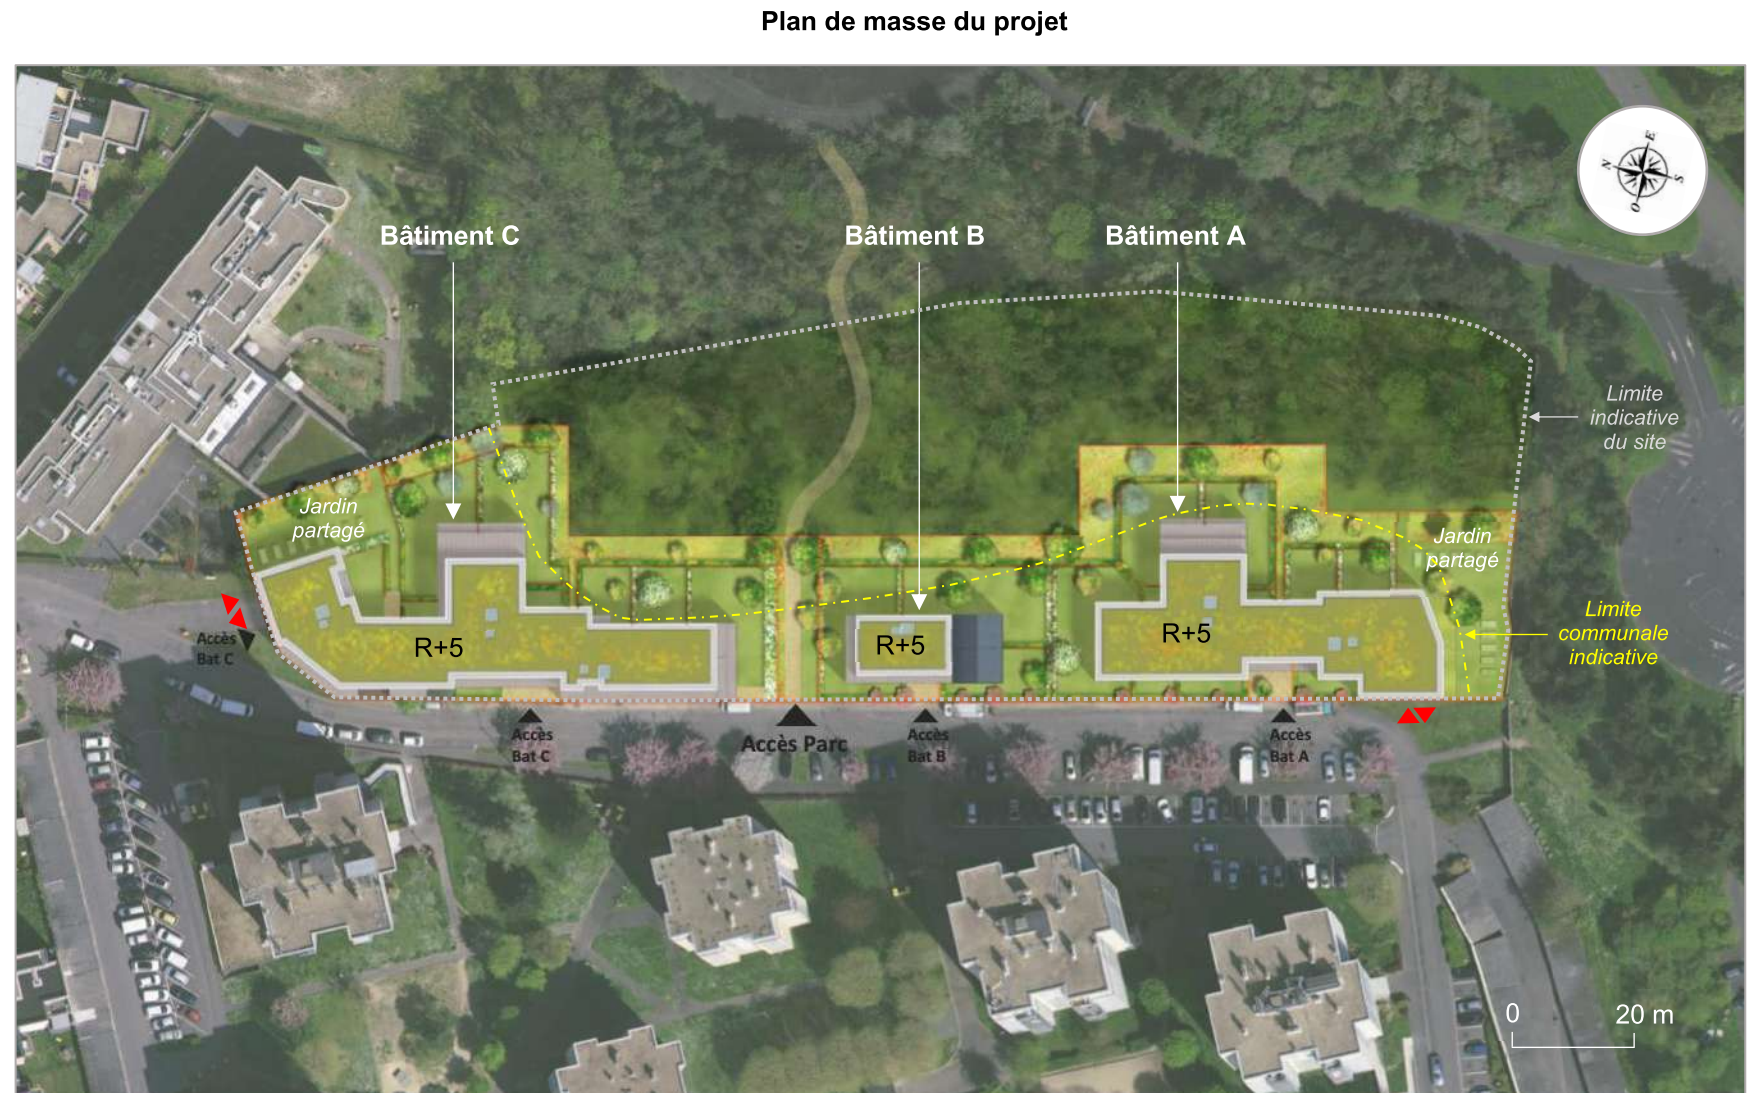 Plan de masse du projet
E
N
S
O
Bâtiment C
Bâtiment B
Bâtiment A
Limite
indicative
du site
Jardin
partagé
Jardin
partagé
Limite
communale
indicative
R+5
R+5
R+5
Accès
Bat C
Accès
Bat C
Accès Parc
Accès
Bat B
Accès
Bat A
0
20 m